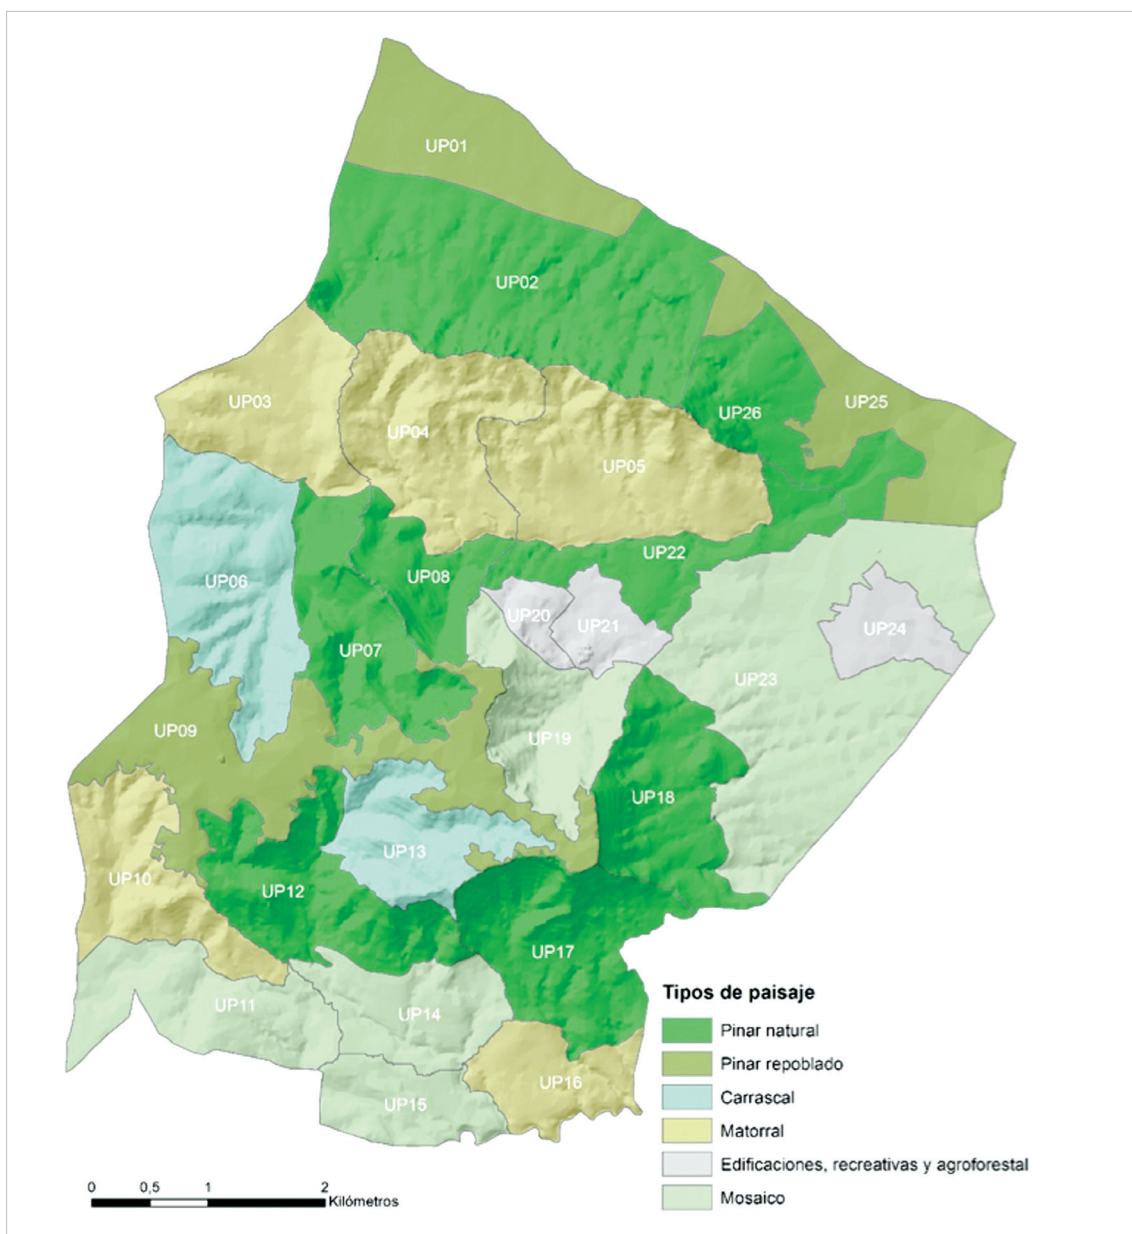 UP01
UP02
UP03
UP04
UP05
UP26
UP25
UP06
UP08
UP22
UP07
UP20
UP21
UP24
UP09
UP19
UP23
UP18
UP10
UP12
UP13
UP17
UP11
UP14
UP15
UP16
Tipos de paisaje
Pinar natural
Pinar repoblado
Carrascal
Matorral
Edificaciones, recreativas y agroforestal
Mosaico
0 0,5 1 2
Kilómetros